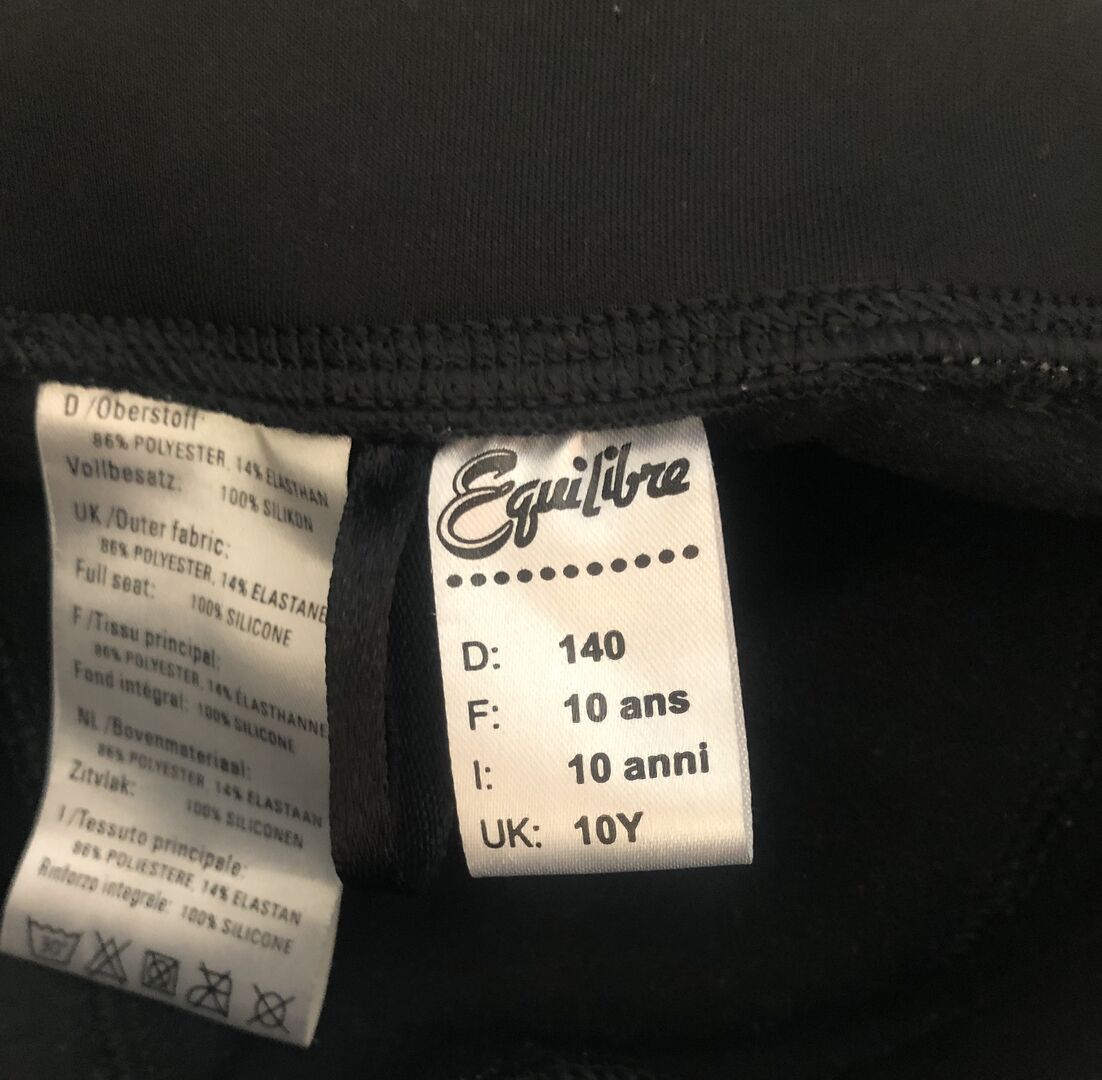 D /Oberstoff:
86% POLYESTER, 14% ELASTHAN
Vollbesatz: 100% SILIKON
UK /Outer fabric:
86% POLYESTER, 14% ELASTANE
Full seat: 100% SILICONE
F /Tissu principal:
86% POLYESTER, 14% ÉLASTHANNE
Fond intégral: 100% SILICONE
NL /Bovenmateriaal:
86% POLYESTER, 14% ELASTAAN
Zitvlak: 100% SILICONEN
I /Tessuto principale:
86% POLIESTERE, 14% ELASTAN
Rinforzo integrale: 100% SILICONE
30°
Equilibre
D: 140
F: 10 ans
I: 10 anni
UK: 10Y